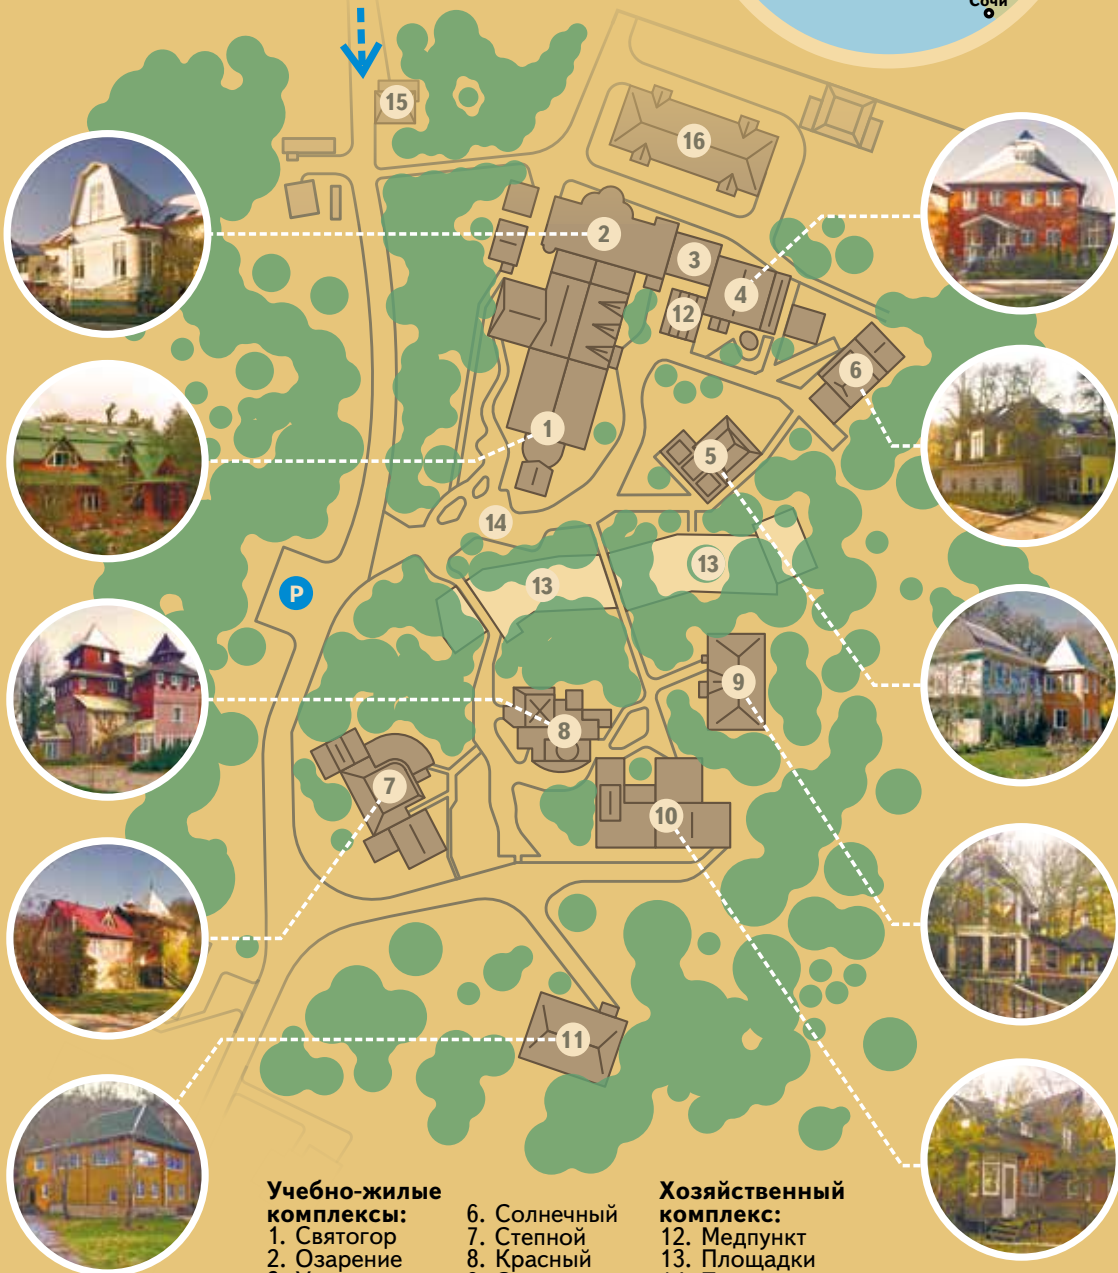 Сочи
15
16
2
3
4
12
6
1
5
14
13
13
P
9
8
7
10
11
Учебно-жилые
комплексы:
1. Святогор
2. Озарение
6. Солнечный
7. Степной
8. Красный
Хозяйственный
комплекс:
12. Медпункт
13. Площадки